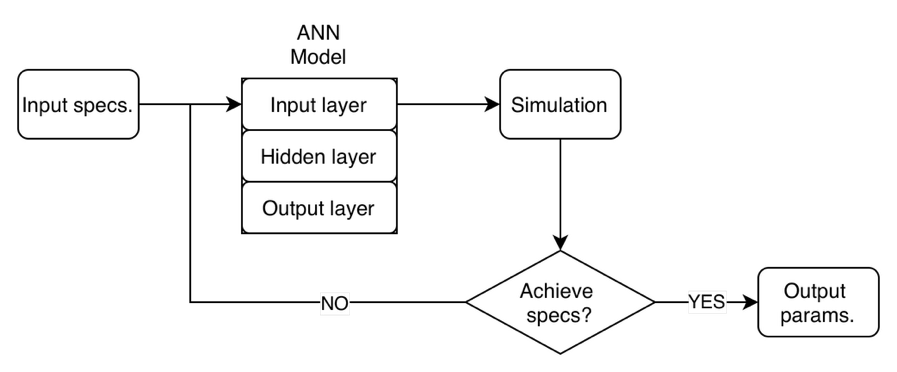 ANN
Model
Input specs.
Input layer
Simulation
Hidden layer
Output layer
Achieve
specs?
NO
YES
Output
params.